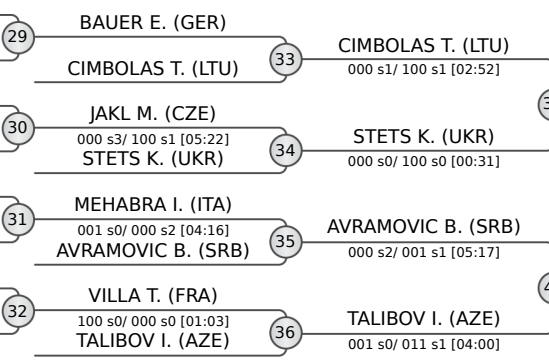 29
BAUER E. (GER)
CIMBOLAS T. (LTU)
33
CIMBOLAS T. (LTU)
000 s1/ 100 s1 [02:52]
30
JAKL M. (CZE)
000 s3/ 100 s1 [05:22]
STETS K. (UKR)
34
STETS K. (UKR)
000 s0/ 100 s0 [00:31]
31
MEHABRA I. (ITA)
001 s0/ 000 s2 [04:16]
AVRAMOVIC B. (SRB)
35
AVRAMOVIC B. (SRB)
000 s2/ 001 s1 [05:17]
32
VILLA T. (FRA)
100 s0/ 000 s0 [01:03]
TALIBOV I. (AZE)
36
TALIBOV I. (AZE)
001 s0/ 011 s1 [04:00]